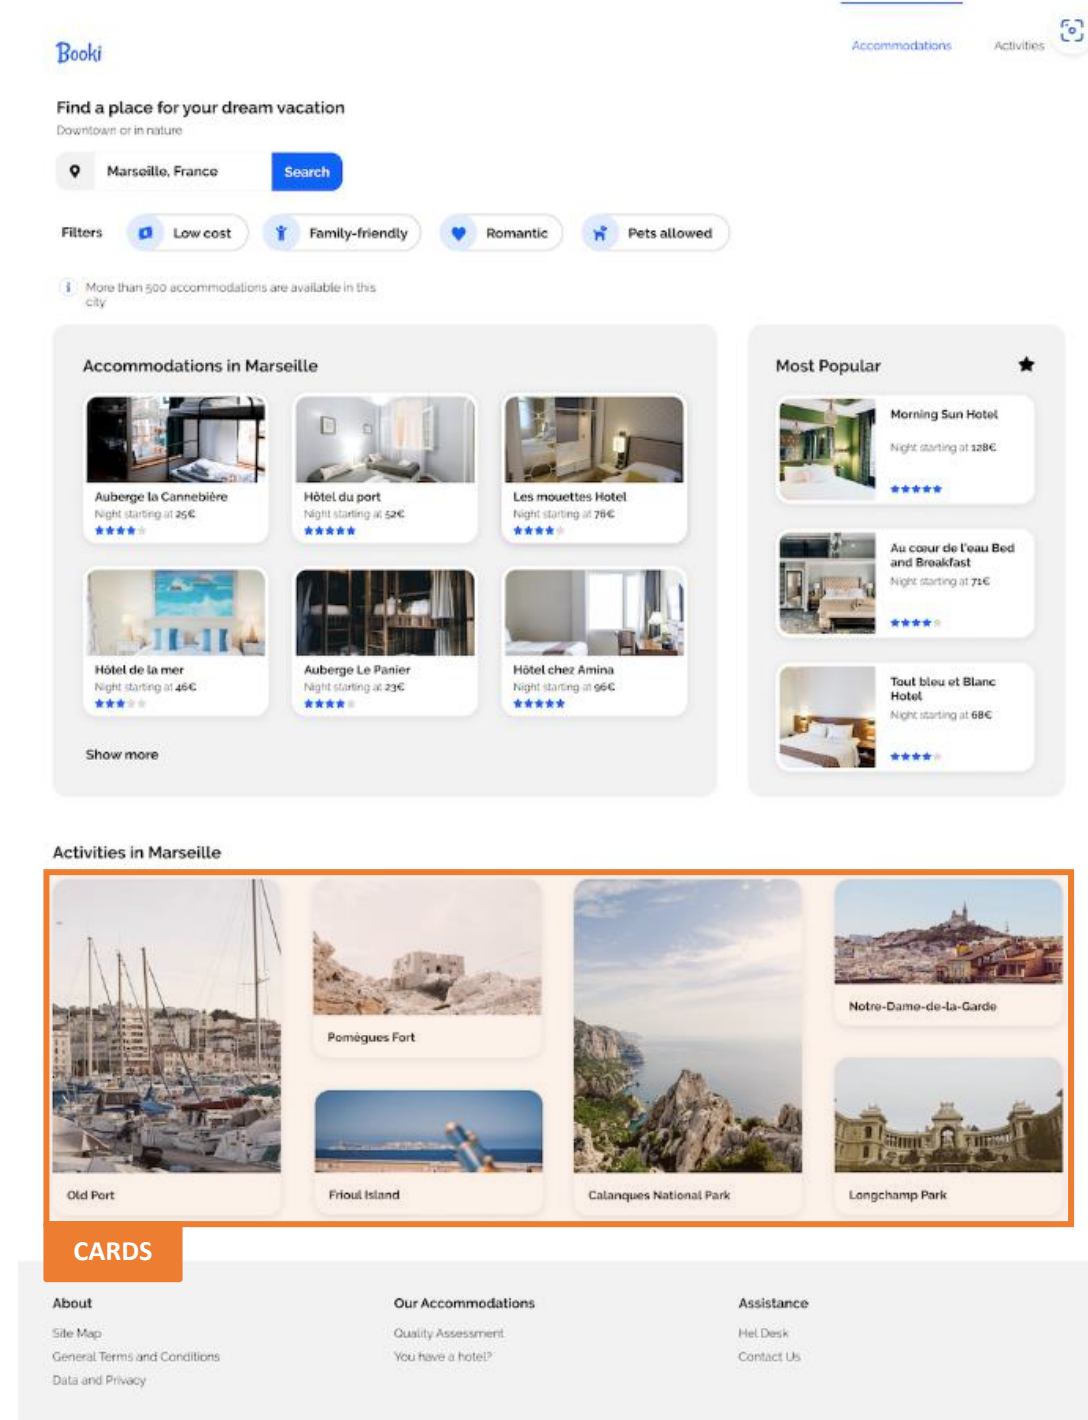 Booki
Accommodations
Activities
Find a place for your dream vacation
Downtown or in nature
Marseille, France
Search
Filters
Low cost
Family-friendly
Romantic
Pets allowed
More than 500 accommodations are available in this
city
Accommodations in Marseille
Auberge la Cannebière
Night starting at 25€
Hôtel du port
Night starting at 52€
Les mouettes Hotel
Night starting at 76€
Hôtel de la mer
Night starting at 46€
Auberge Le Panier
Night starting at 23€
Hôtel chez Amina
Night starting at 96€
Show more
Most Popular
Morning Sun Hotel
Night starting at 128€
Au cœur de l'eau Bed
and Breakfast
Night starting at 71€
Tout bleu et Blanc
Hotel
Night starting at 68€
Activities in Marseille
Old Port
Pomègues Fort
Frioul Island
Calanques National Park
Notre-Dame-de-la-Garde
Longchamp Park
CARDS
About
Site Map
General Terms and Conditions
Data and Privacy
Our Accommodations
Quality Assessment
You have a hotel?
Assistance
Hel Desk
Contact Us